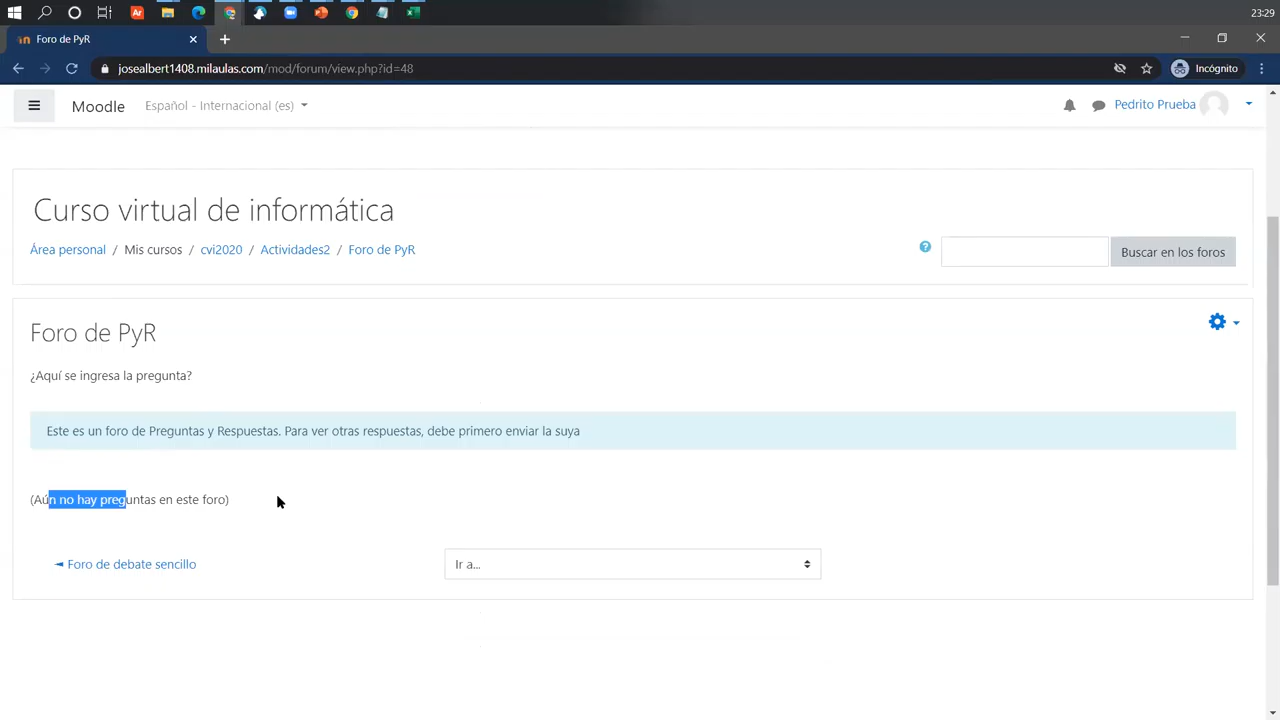 23:29
Foro de PyR
josealbert1408.milaulas.com/mod/forum/view.php?id=48
Incógnito
Moodle
Español - Internacional (es)
Pedrito Prueba
Curso virtual de informática
Área personal / Mis cursos / cvi2020 / Actividades2 / Foro de PyR
Buscar en los foros
Foro de PyR
¿Aquí se ingresa la pregunta?
Este es un foro de Preguntas y Respuestas. Para ver otras respuestas, debe primero enviar la suya
(Aún no hay preguntas en este foro)
◄ Foro de debate sencillo
Ir a...